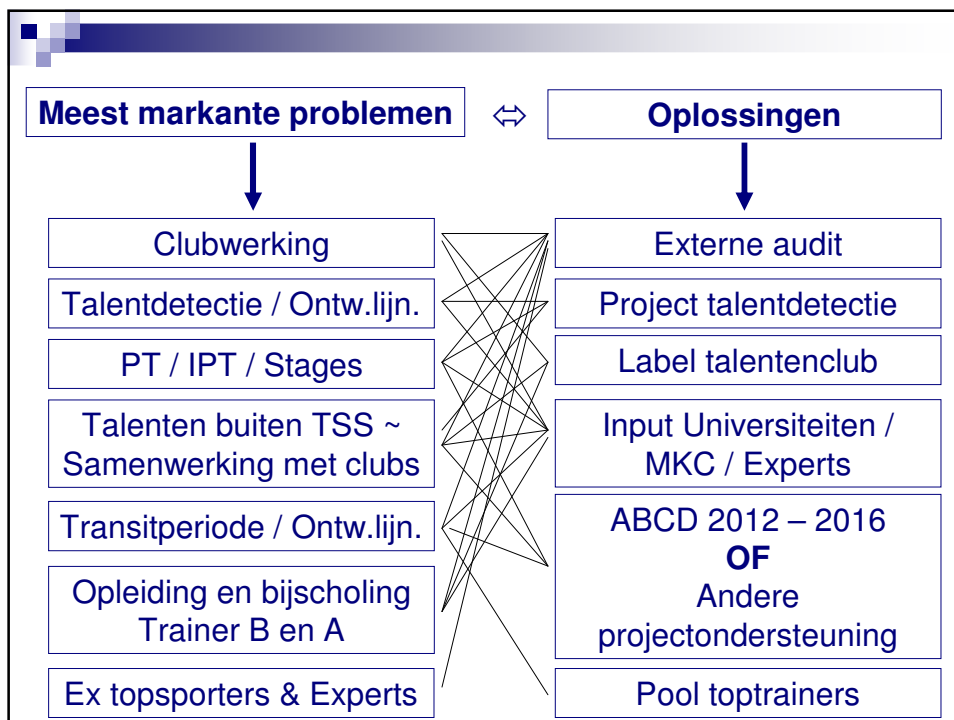 Meest markante problemen ⬄ Oplossingen
Clubwerking
Talentdetectie / Ontw.lijn.
PT / IPT / Stages
Talenten buiten TSS ~
Samenwerking met clubs
Transitperiode / Ontw.lijn.
Opleiding en bijscholing
Trainer B en A
Ex topsporters & Experts
Externe audit
Project talentdetectie
Label talentenclub
Input Universiteiten /
MKC / Experts
ABCD 2012 – 2016
OF
Andere
projectondersteuning
Pool toptrainers